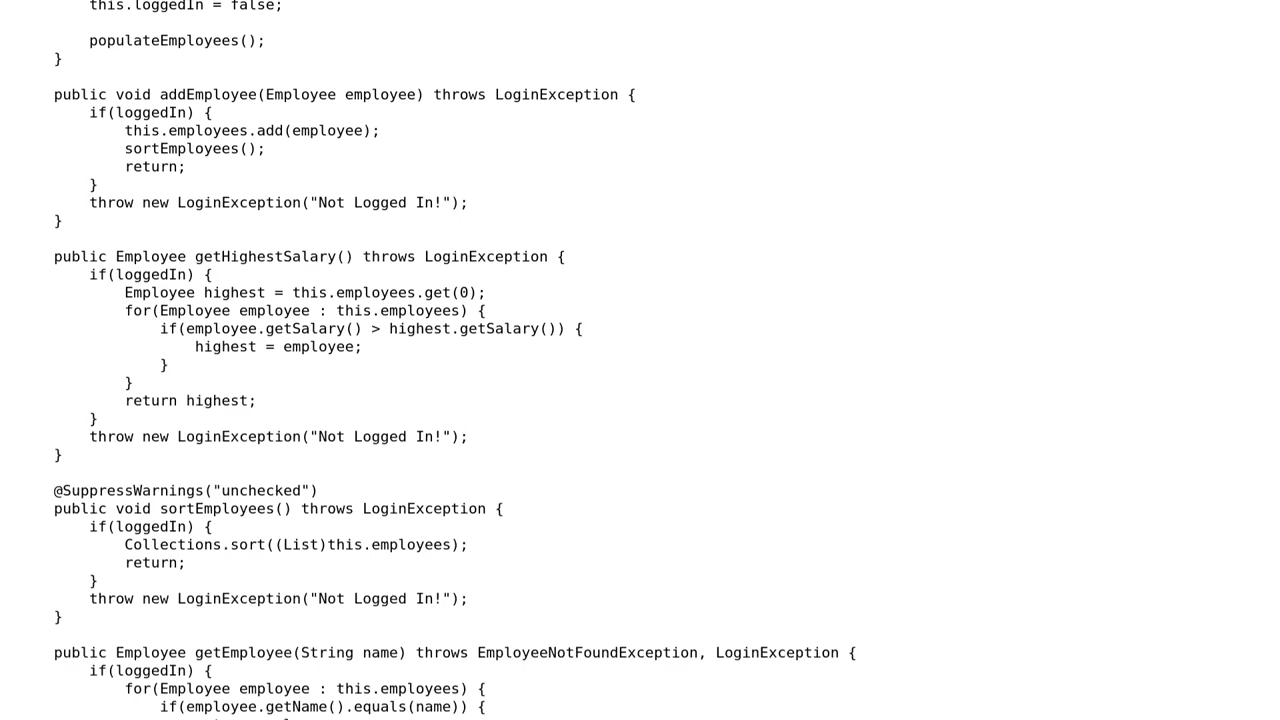 this.loggedIn = false;
populateEmployees();
}
public void addEmployee(Employee employee) throws LoginException {
if(loggedIn) {
this.employees.add(employee);
sortEmployees();
return;
}
throw new LoginException("Not Logged In!");
}
public Employee getHighestSalary() throws LoginException {
if(loggedIn) {
Employee highest = this.employees.get(0);
for(Employee employee : this.employees) {
if(employee.getSalary() > highest.getSalary()) {
highest = employee;
}
}
return highest;
}
throw new LoginException("Not Logged In!");
}
@SuppressWarnings("unchecked")
public void sortEmployees() throws LoginException {
if(loggedIn) {
Collections.sort((List)this.employees);
return;
}
throw new LoginException("Not Logged In!");
}
public Employee getEmployee(String name) throws EmployeeNotFoundException, LoginException {
if(loggedIn) {
for(Employee employee : this.employees) {
if(employee.getName().equals(name)) {